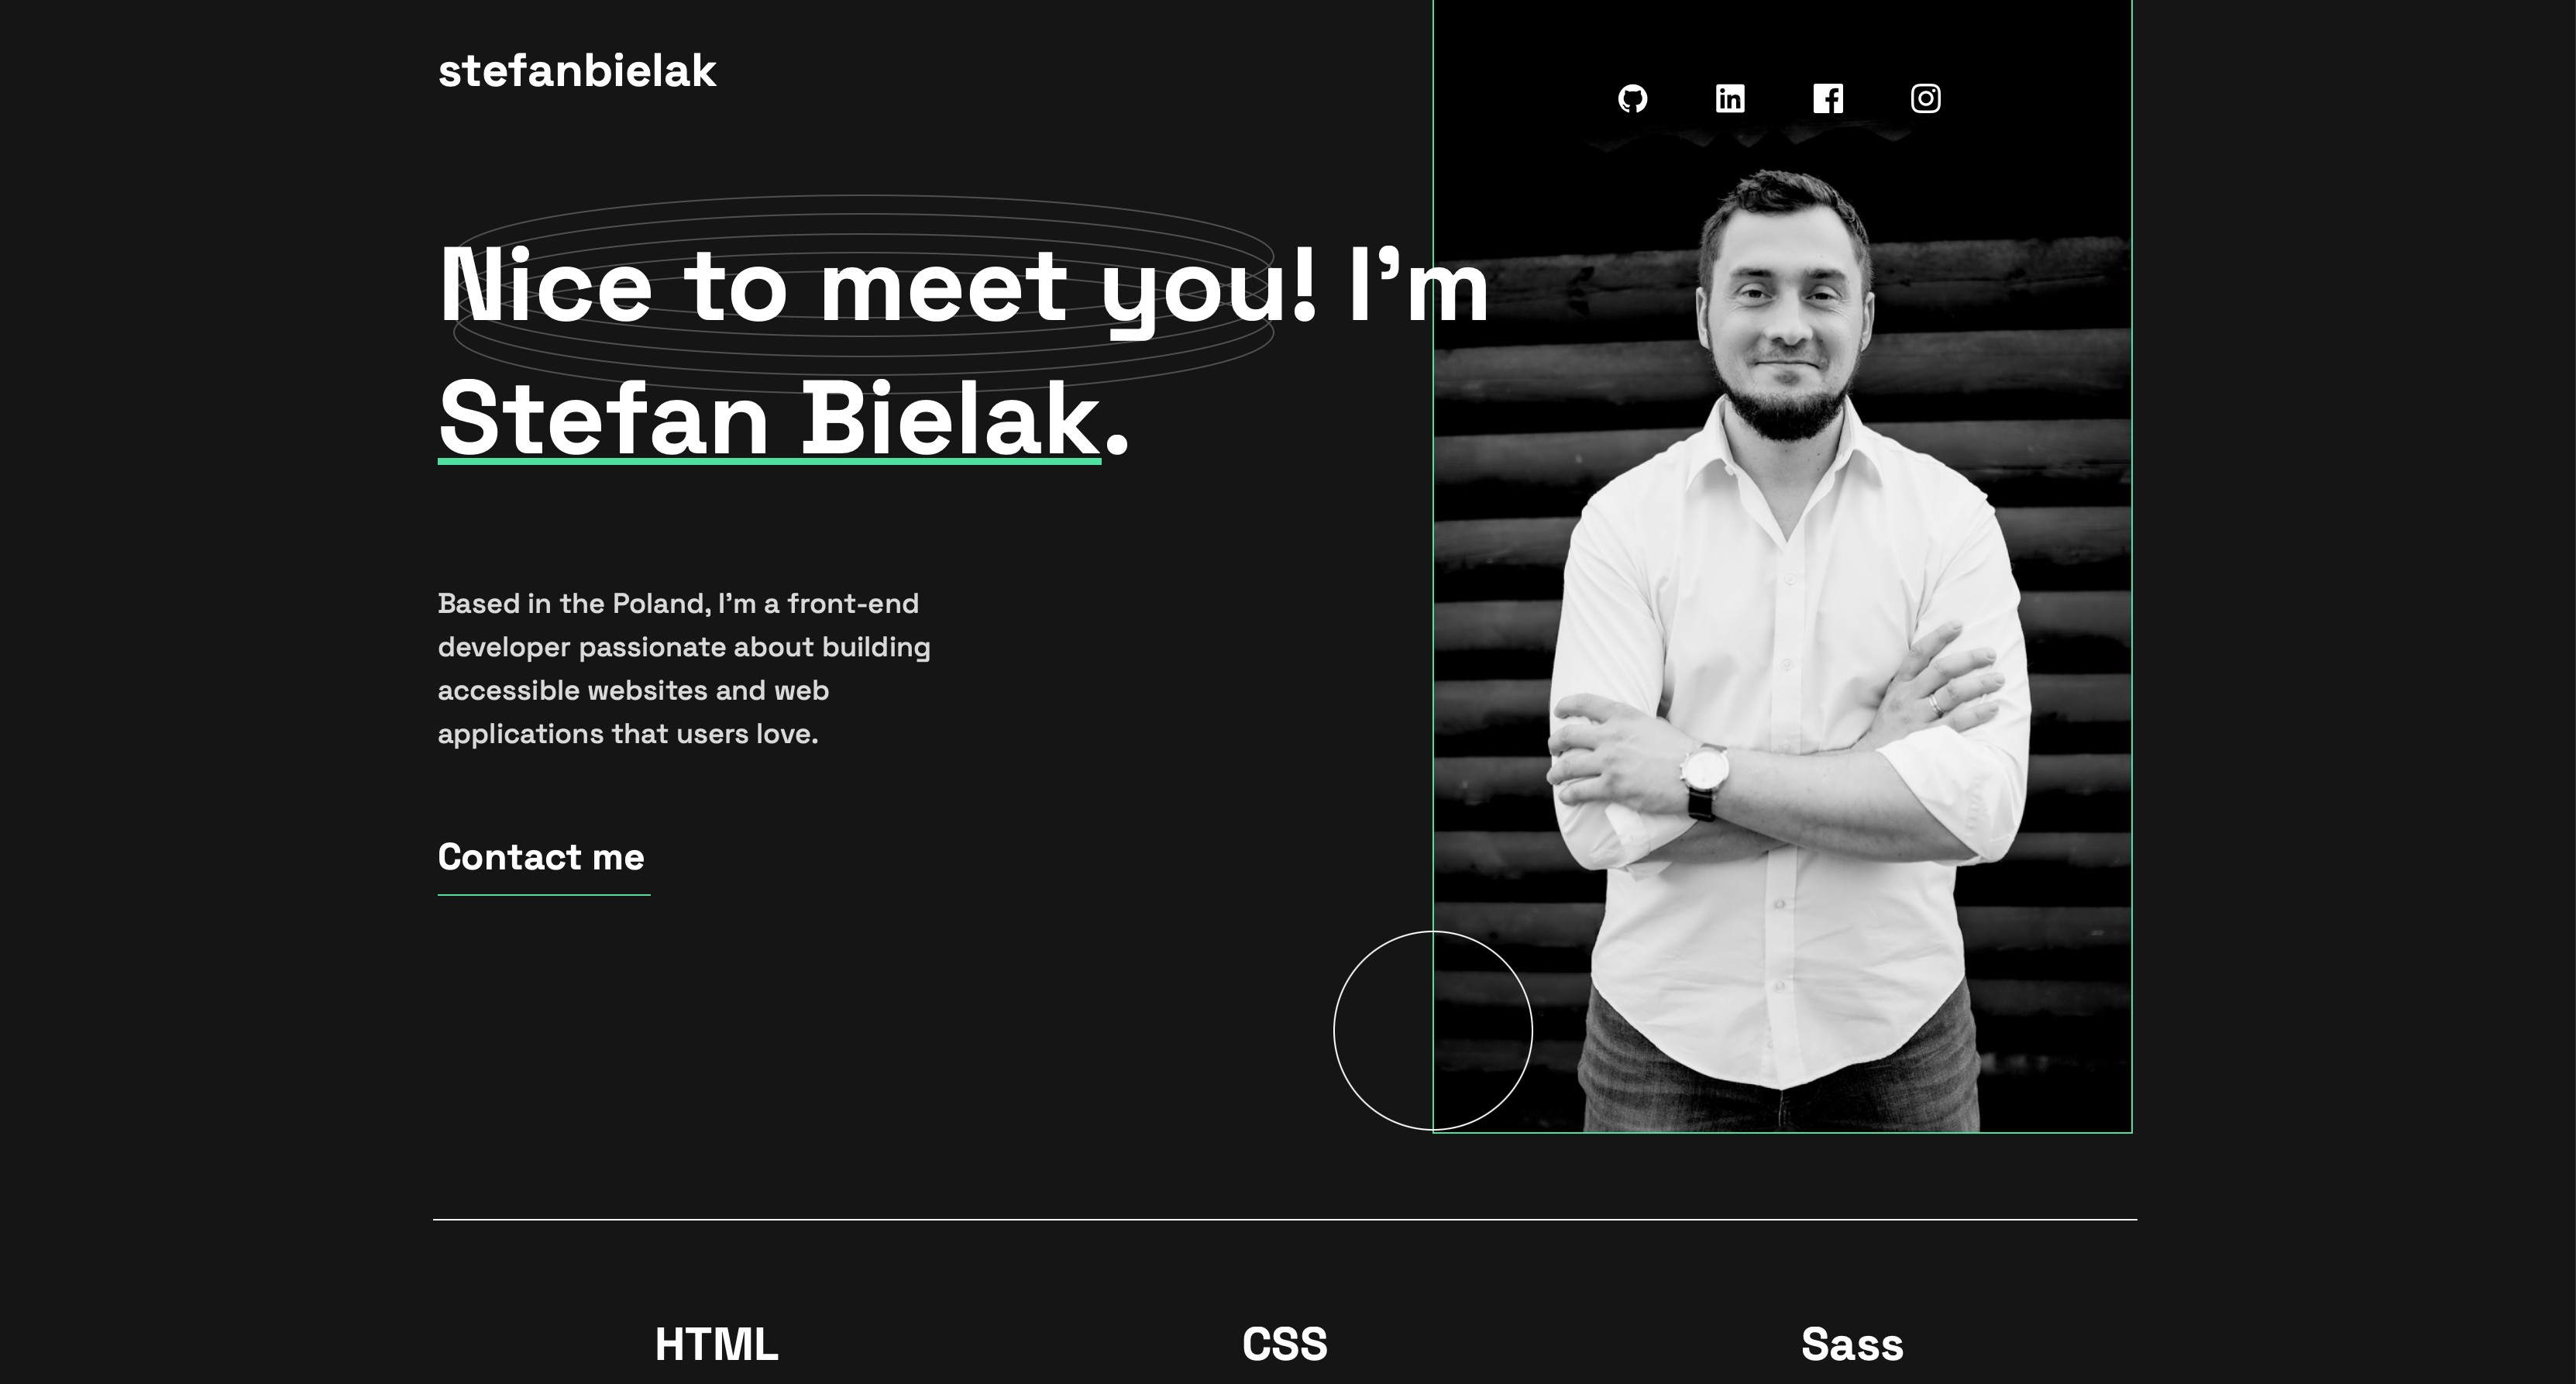 stefanbielak
Nice to meet you! I’m
Stefan Bielak.
Based in the Poland, I’m a front-end
developer passionate about building
accessible websites and web
applications that users love.
Contact me
HTML
CSS
Sass